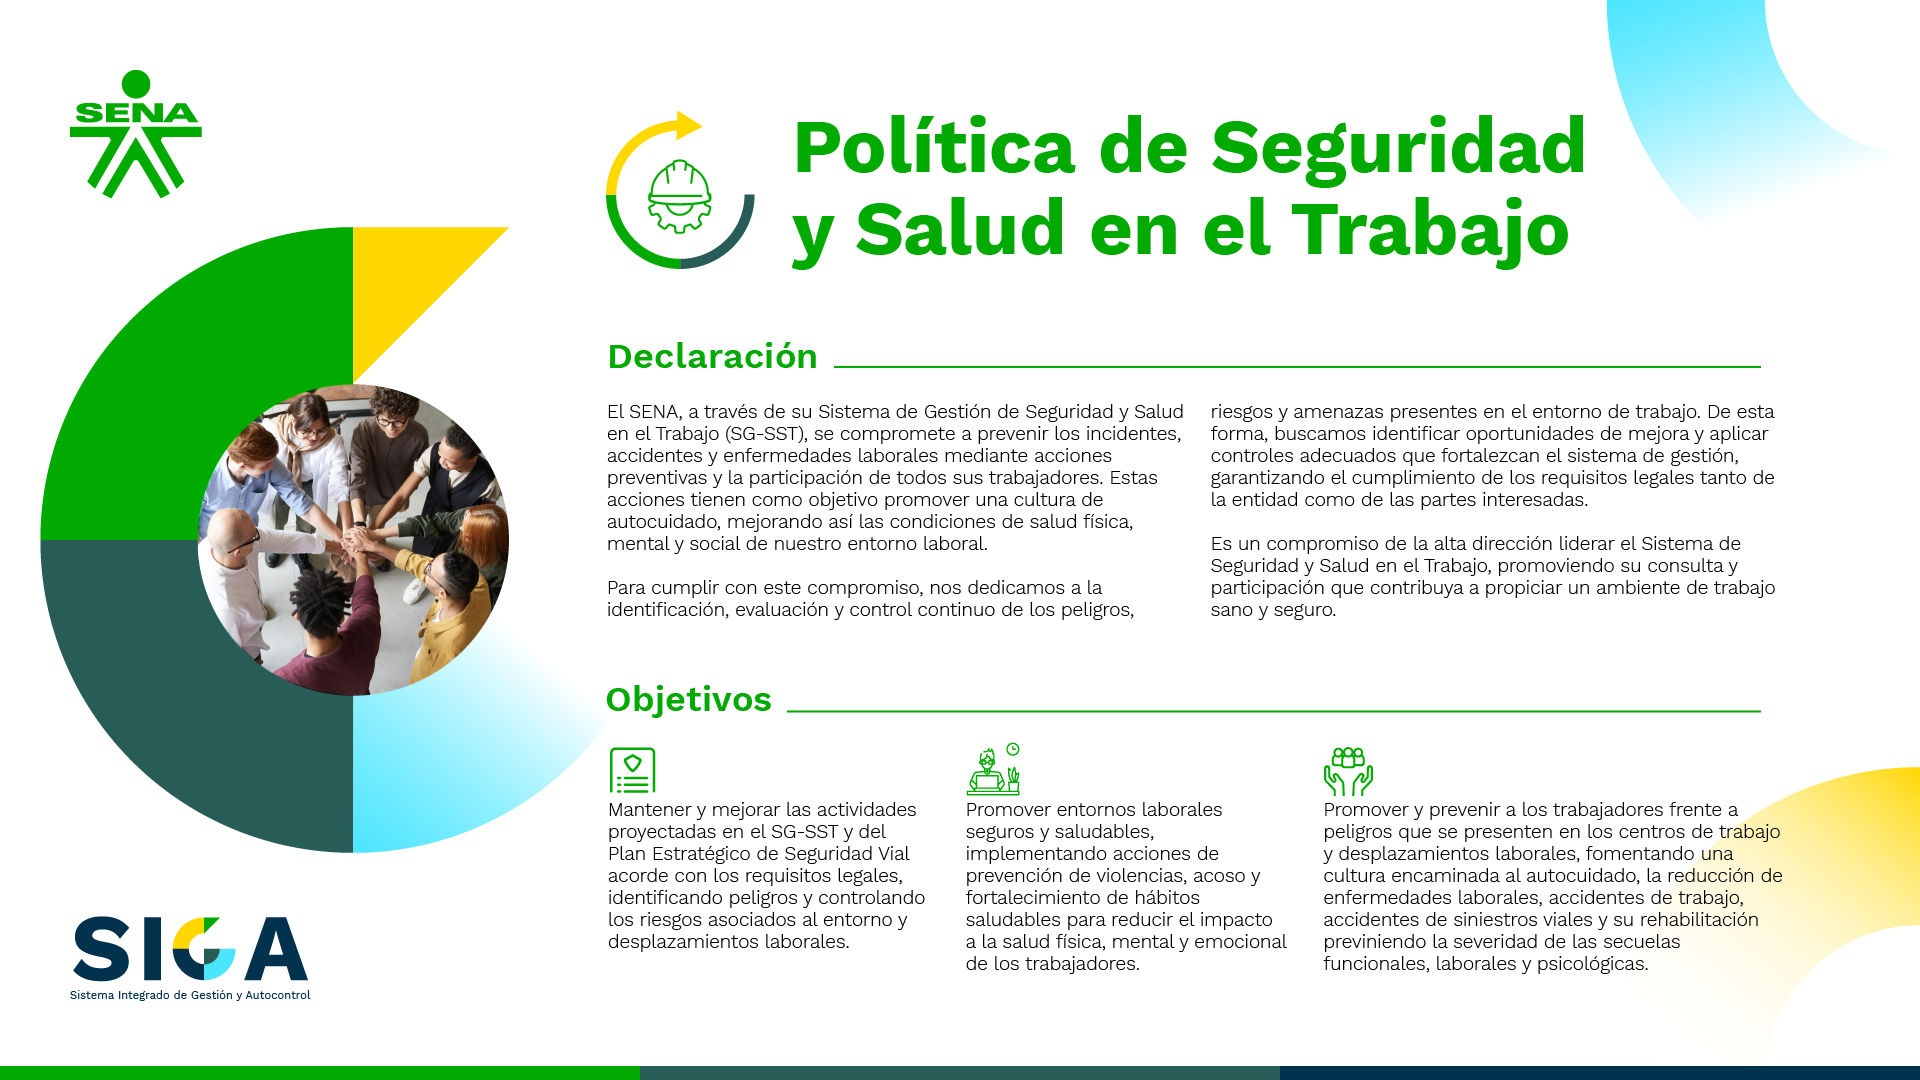 SENA
Política de Seguridad
y Salud en el Trabajo
Declaración
El SENA, a través de su Sistema de Gestión de Seguridad y Salud
en el Trabajo (SG-SST), se compromete a prevenir los incidentes,
accidentes y enfermedades laborales mediante acciones
preventivas y la participación de todos sus trabajadores. Estas
acciones tienen como objetivo promover una cultura de
autocuidado, mejorando así las condiciones de salud física,
mental y social de nuestro entorno laboral.
Para cumplir con este compromiso, nos dedicamos a la
identificación, evaluación y control continuo de los peligros,
riesgos y amenazas presentes en el entorno de trabajo. De esta
forma, buscamos identificar oportunidades de mejora y aplicar
controles adecuados que fortalezcan el sistema de gestión,
garantizando el cumplimiento de los requisitos legales tanto de
la entidad como de las partes interesadas.
Es un compromiso de la alta dirección liderar el Sistema de
Seguridad y Salud en el Trabajo, promoviendo su consulta y
participación que contribuya a propiciar un ambiente de trabajo
sano y seguro.
Objetivos
Mantener y mejorar las actividades
proyectadas en el SG-SST y del
Plan Estratégico de Seguridad Vial
acorde con los requisitos legales,
identificando peligros y controlando
los riesgos asociados al entorno y
desplazamientos laborales.
Promover entornos laborales
seguros y saludables,
implementando acciones de
prevención de violencias, acoso y
fortalecimiento de hábitos
saludables para reducir el impacto
a la salud física, mental y emocional
de los trabajadores.
Promover y prevenir a los trabajadores frente a
peligros que se presenten en los centros de trabajo
y desplazamientos laborales, fomentando una
cultura encaminada al autocuidado, la reducción de
enfermedades laborales, accidentes de trabajo,
accidentes de siniestros viales y su rehabilitación
previniendo la severidad de las secuelas
funcionales, laborales y psicológicas.
SIGA
Sistema Integrado de Gestión y Autocontrol